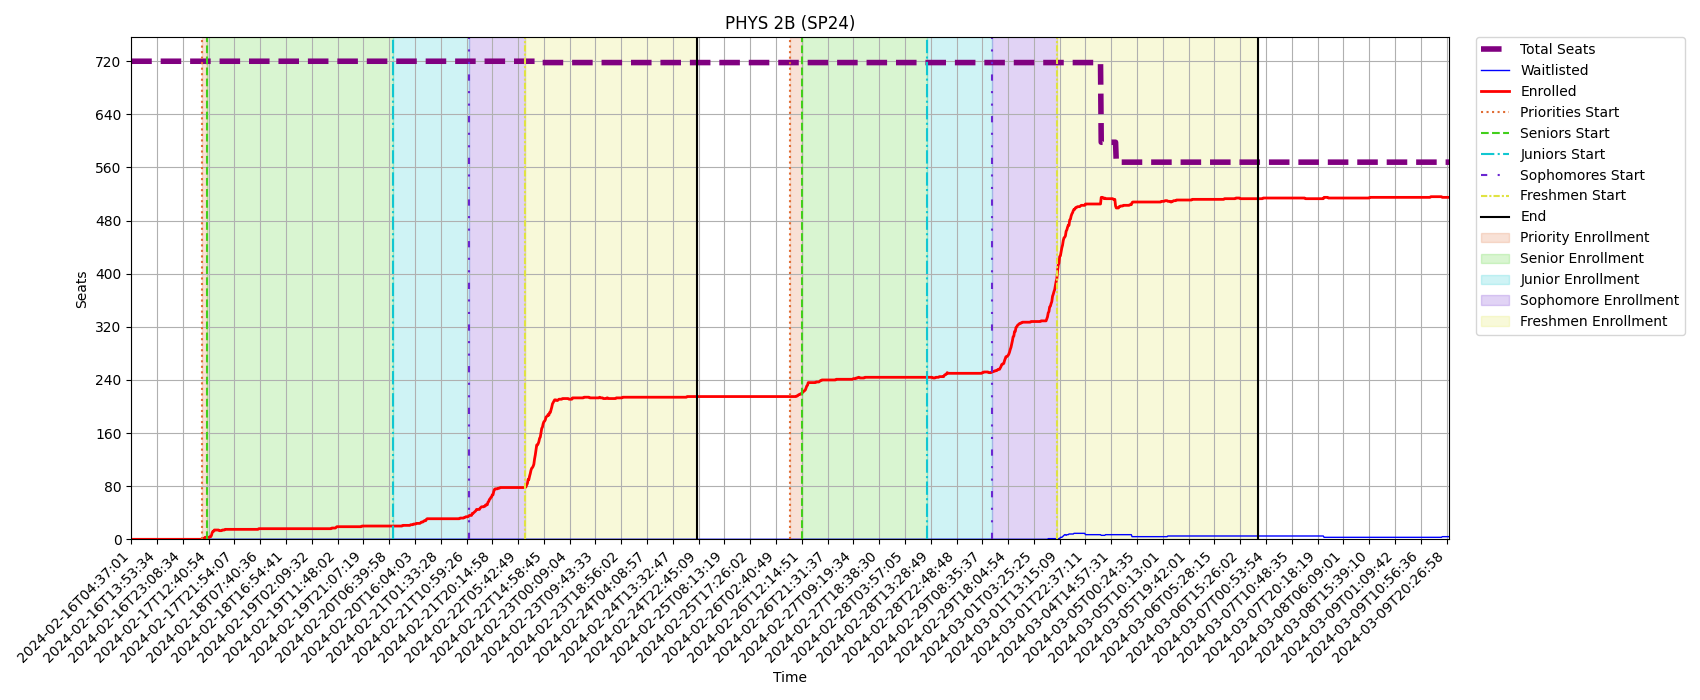 PHYS 2B (SP24)
Seats
720
640
560
480
400
320
240
160
80
0
2024-02-16T04:37:01
2024-02-16T13:53:34
2024-02-16T23:08:34
2024-02-17T12:40:54
2024-02-17T21:54:07
2024-02-18T07:40:36
2024-02-18T16:54:41
2024-02-19T02:09:32
2024-02-19T11:48:02
2024-02-19T21:07:19
2024-02-20T06:39:58
2024-02-20T16:04:03
2024-02-21T01:33:28
2024-02-21T10:59:26
2024-02-21T20:14:58
2024-02-22T05:42:49
2024-02-22T14:58:45
2024-02-23T00:09:04
2024-02-23T09:43:33
2024-02-23T18:56:02
2024-02-24T04:08:57
2024-02-24T13:32:47
2024-02-24T22:45:09
2024-02-25T08:13:19
2024-02-25T17:26:02
2024-02-26T02:40:49
2024-02-26T12:14:51
2024-02-26T21:31:37
2024-02-27T09:19:34
2024-02-27T18:38:30
2024-02-28T03:57:05
2024-02-28T13:28:49
2024-02-28T22:48:48
2024-02-29T08:35:37
2024-02-29T18:04:54
2024-03-01T03:25:25
2024-03-01T13:15:09
2024-03-01T22:37:11
2024-03-04T14:57:31
2024-03-05T00:24:35
2024-03-05T10:13:01
2024-03-05T19:42:01
2024-03-06T05:28:15
2024-03-06T15:26:02
2024-03-07T00:53:54
2024-03-07T10:48:35
2024-03-07T20:18:19
2024-03-08T06:09:01
2024-03-08T15:39:10
2024-03-09T01:09:42
2024-03-09T10:56:36
2024-03-09T20:26:58
Time
Total Seats
Waitlisted
Enrolled
Priorities Start
Seniors Start
Juniors Start
Sophomores Start
Freshmen Start
End
Priority Enrollment
Senior Enrollment
Junior Enrollment
Sophomore Enrollment
Freshmen Enrollment